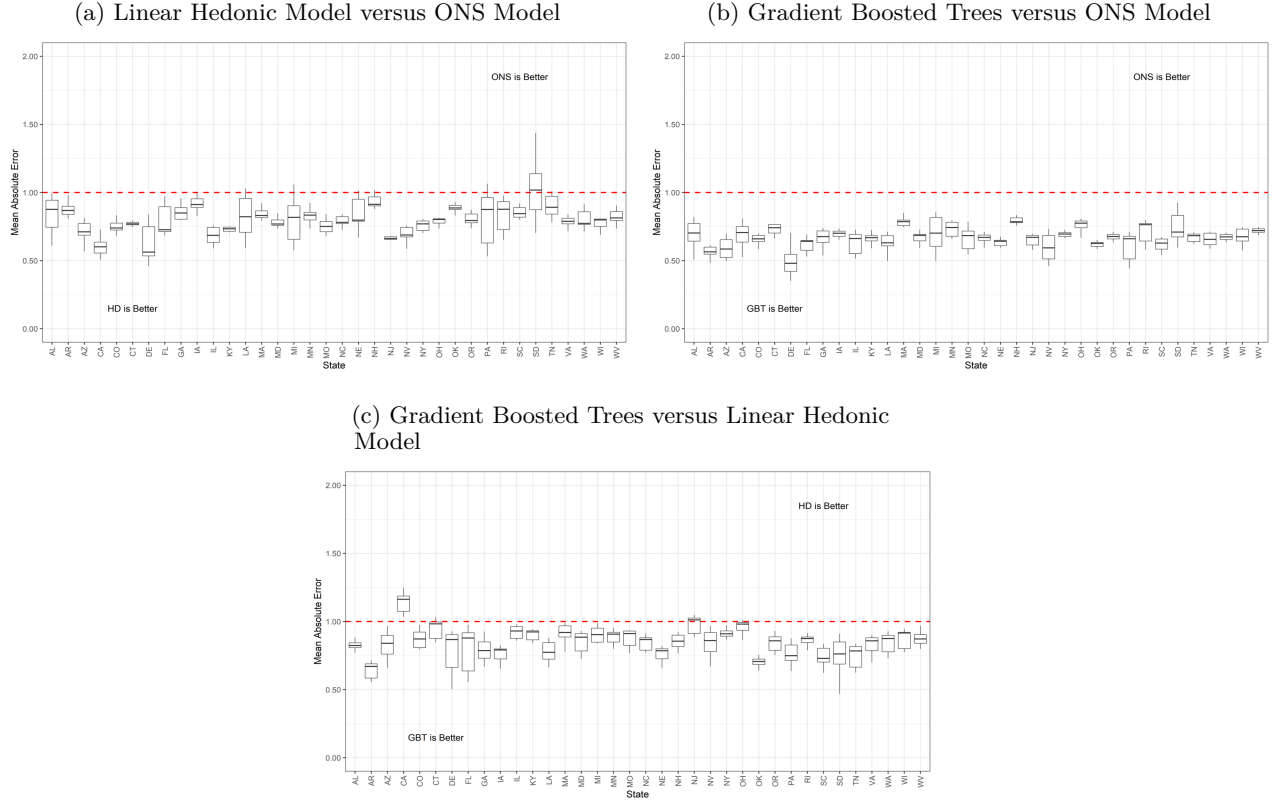 (a) Linear Hedonic Model versus ONS Model
2.00
1.50
1.00
0.50
0.00
Mean Absolute Error
ONS is Better
HD is Better
AL AR AZ CA CO CT DE FL GA IA IL KY LA MA MD MI MN MO NC NE NH NJ NV NY OH OK OR PA RI SC SD TN VA WA WI WV
State
(b) Gradient Boosted Trees versus ONS Model
2.00
1.50
1.00
0.50
0.00
Mean Absolute Error
ONS is Better
GBT is Better
AL AR AZ CA CO CT DE FL GA IA IL KY LA MA MD MI MN MO NC NE NH NJ NV NY OH OK OR PA RI SC SD TN VA WA WI WV
State
(c) Gradient Boosted Trees versus Linear Hedonic
Model
2.00
1.50
1.00
0.50
0.00
Mean Absolute Error
HD is Better
GBT is Better
AL AR AZ CA CO CT DE FL GA IA IL KY LA MA MD MI MN MO NC NE NH NJ NV NY OH OK OR PA RI SC SD TN VA WA WI WV
State